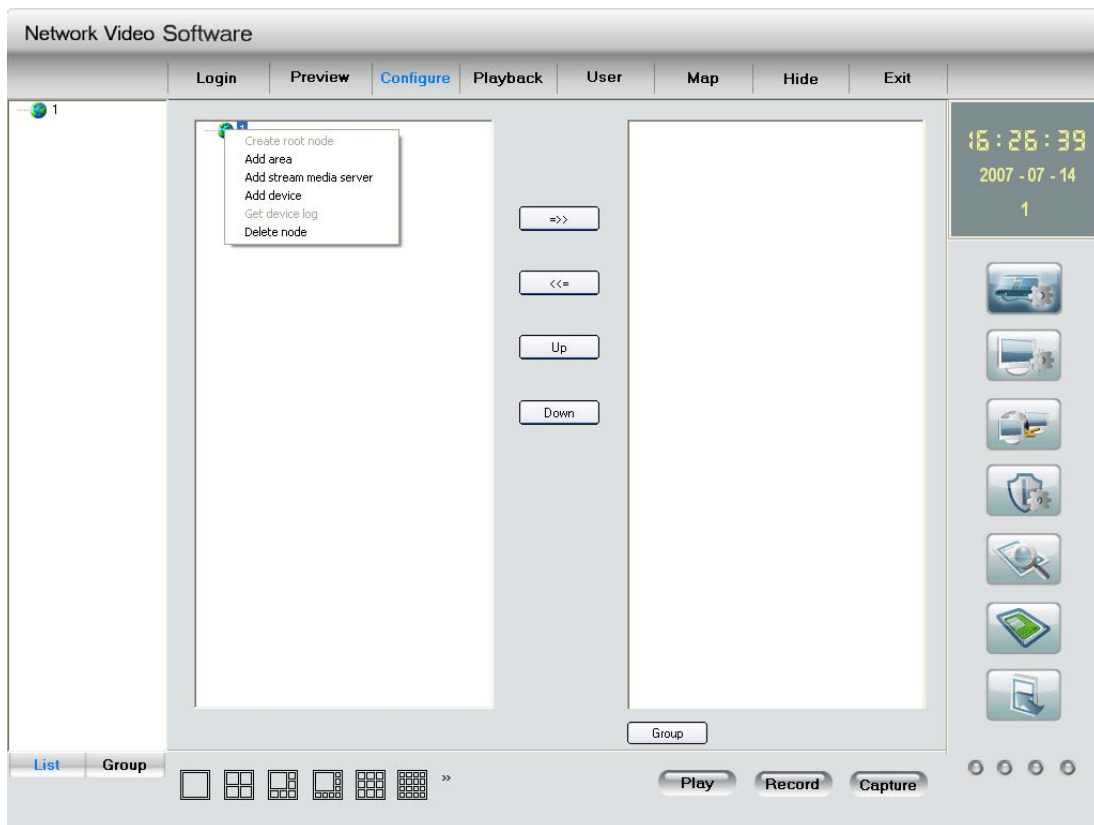 Network Video Software
Login Preview Configure Playback User Map Hide Exit
1
1
Create root node
Add area
Add stream media server
Add device
Get device log
Delete node
=>>
<<=
Up
Down
Group
16:26:39
2007 - 07 - 14
1
List Group
»
Play Record Capture